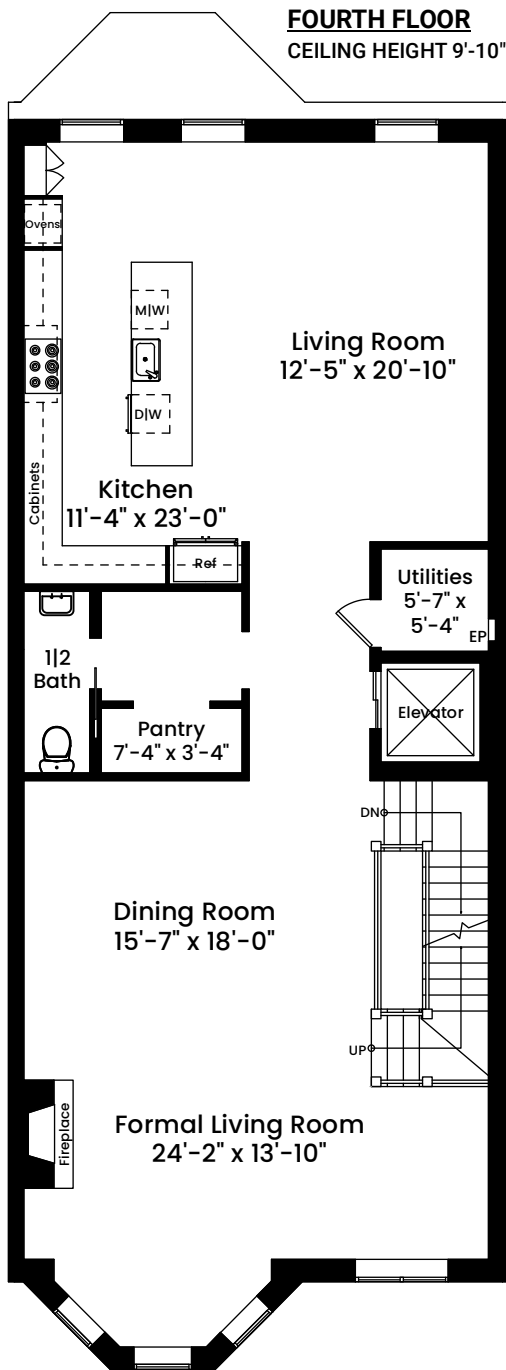 FOURTH FLOOR
CEILING HEIGHT 9'-10"
Ovens
M|W
Living Room
12'-5" x 20'-10"
D|W
Cabinets
Kitchen
11'-4" x 23'-0"
Ref
Utilities
5'-7" x
5'-4"
EP
1|2
Bath
Elevator
Pantry
7'-4" x 3'-4"
DN
Dining Room
15'-7" x 18'-0"
UP
Fireplace
Formal Living Room
24'-2" x 13'-10"